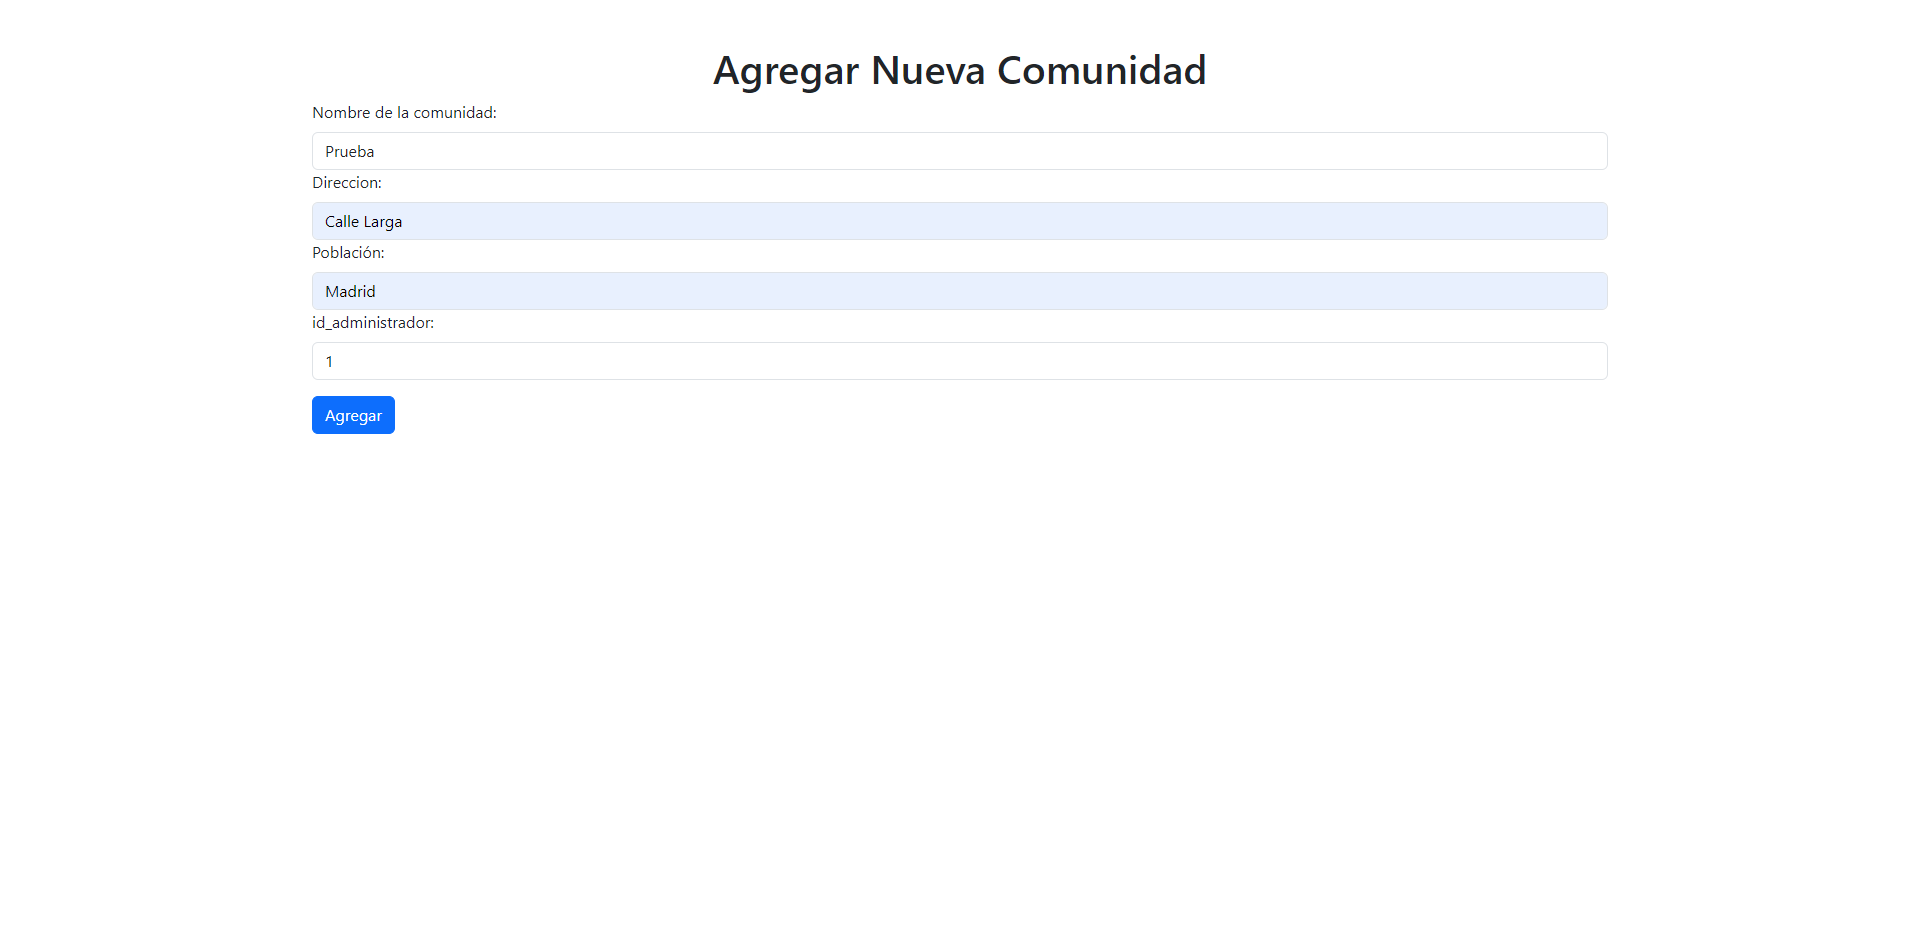 Agregar Nueva Comunidad
Nombre de la comunidad:
Prueba
Direccion:
Calle Larga
Población:
Madrid
id_administrador:
1
Agregar